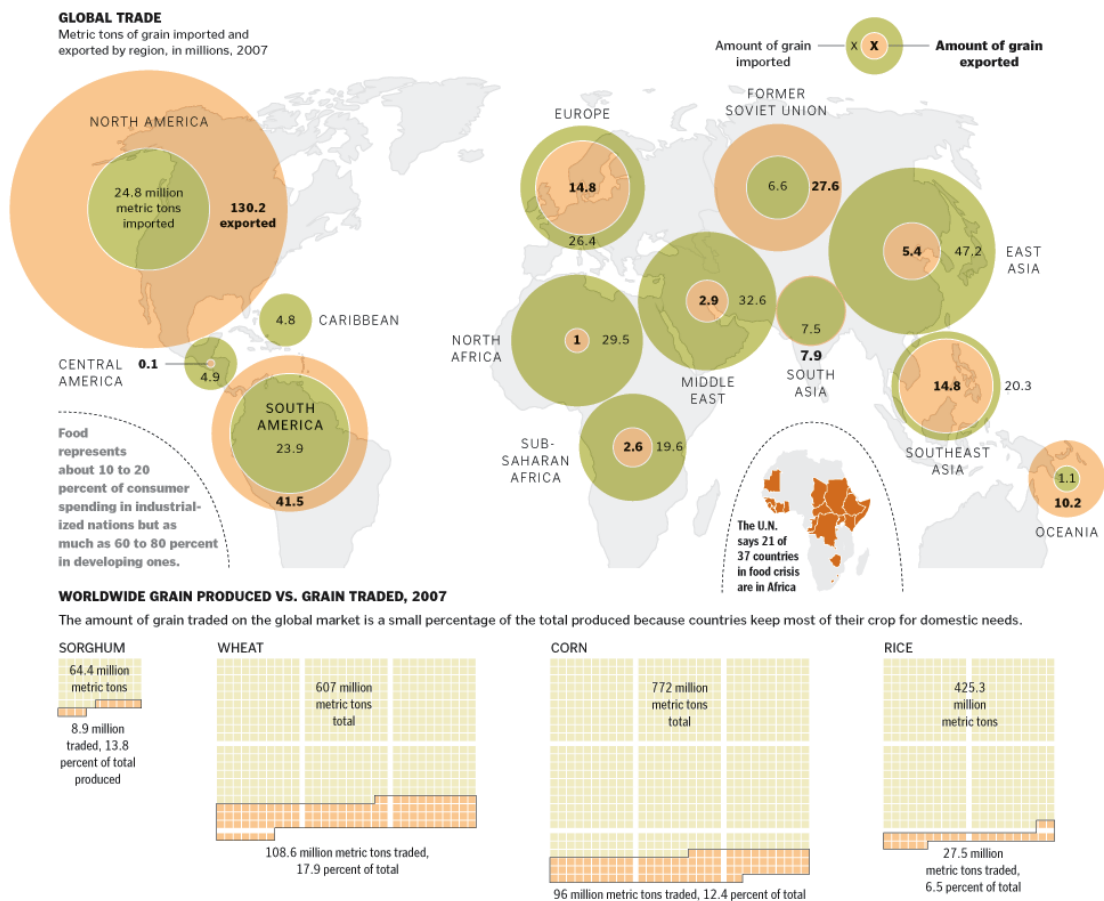 GLOBAL TRADE
Metric tons of grain imported and
exported by region, in millions, 2007
Amount of grain
imported
x
X
Amount of grain
exported
NORTH AMERICA
24.8 million
metric tons
imported
130.2
exported
EUROPE
14.8
26.4
FORMER
SOVIET UNION
6.6
27.6
5.4
47.2
EAST
ASIA
4.8
CARIBBEAN
CENTRAL
AMERICA
0.1
4.9
NORTH
AFRICA
1
29.5
2.9
32.6
MIDDLE
EAST
7.5
7.9
SOUTH
ASIA
14.8
20.3
SOUTHEAST
ASIA
SOUTH
AMERICA
23.9
41.5
SUB-
SAHARAN
AFRICA
2.6
19.6
1.1
10.2
OCEANIA
Food
represents
about 10 to 20
percent of consumer
spending in industrial-
ized nations but as
much as 60 to 80 percent
in developing ones.
The U.N.
says 21 of
37 countries
in food crisis
are in Africa
WORLDWIDE GRAIN PRODUCED VS. GRAIN TRADED, 2007
The amount of grain traded on the global market is a small percentage of the total produced because countries keep most of their crop for domestic needs.
SORGHUM
64.4 million
metric tons
8.9 million
traded, 13.8
percent of total
produced
WHEAT
607 million
metric tons
total
108.6 million metric tons traded,
17.9 percent of total
CORN
772 million
metric tons
total
96 million metric tons traded, 12.4 percent of total
RICE
425.3
million
metric tons
27.5 million
metric tons traded,
6.5 percent of total